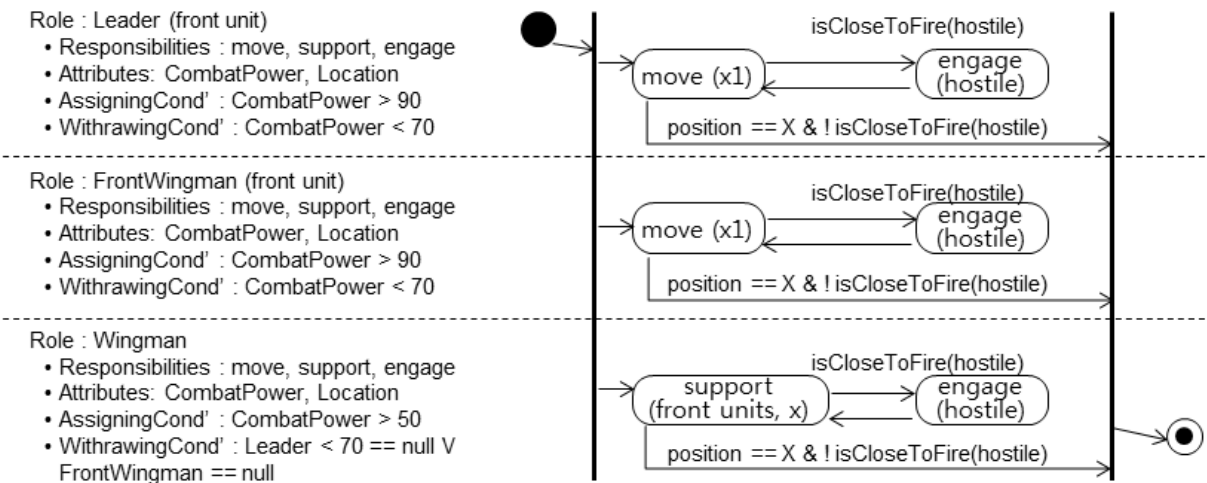 Role : Leader (front unit)
• Responsibilities : move, support, engage
• Attributes: CombatPower, Location
• AssigningCond' : CombatPower > 90
• WithrawingCond' : CombatPower < 70
isCloseToFire(hostile)
move (x1)
engage
(hostile)
position == X & ! isCloseToFire(hostile)
Role : FrontWingman (front unit)
• Responsibilities : move, support, engage
• Attributes: CombatPower, Location
• AssigningCond' : CombatPower > 90
• WithrawingCond' : CombatPower < 70
isCloseToFire(hostile)
move (x1)
engage
(hostile)
position == X & ! isCloseToFire(hostile)
Role : Wingman
• Responsibilities : move, support, engage
• Attributes: CombatPower, Location
• AssigningCond' : CombatPower > 50
• WithrawingCond' : Leader < 70 == null V
FrontWingman == null
isCloseToFire(hostile)
support
(front units, x)
engage
(hostile)
position == X & ! isCloseToFire(hostile)